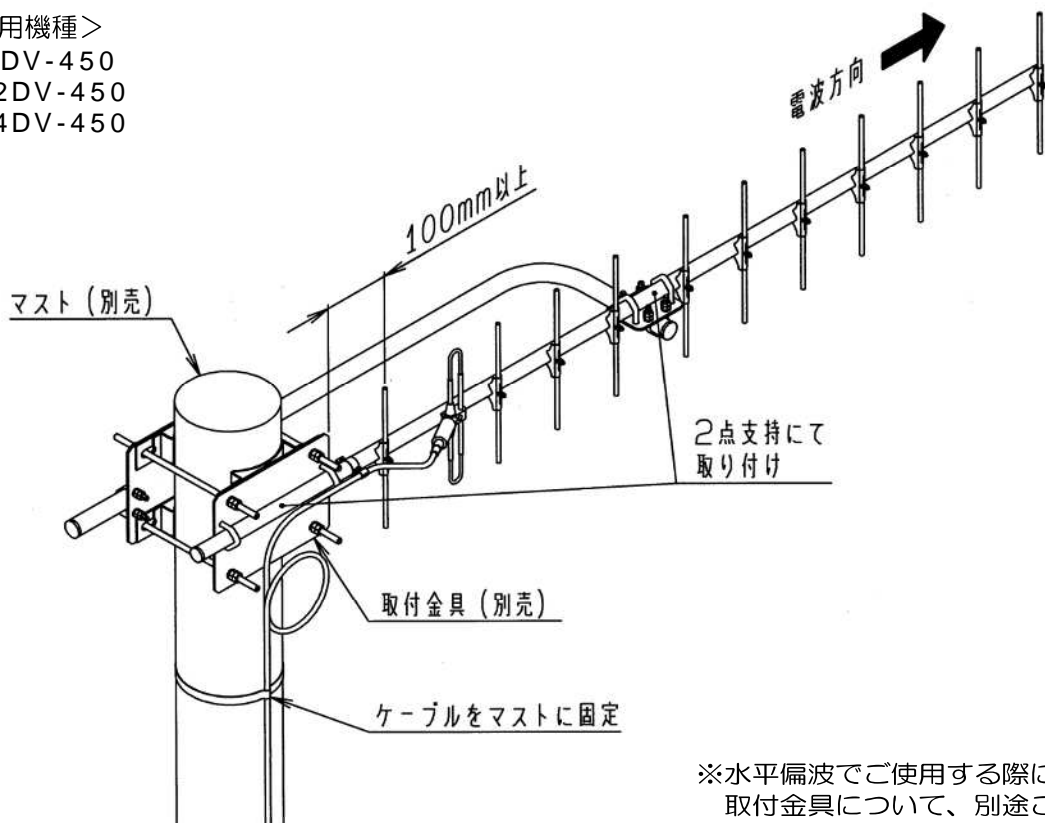 用機種＞
DV-450
2DV-450
4DV-450
電波方向
100mm以上
マスト（別売）
2点支持にて
取り付け
取付金具（別売）
ケーブルをマストに固定
※水平偏波でご使用する際に
取付金具について、別途ご